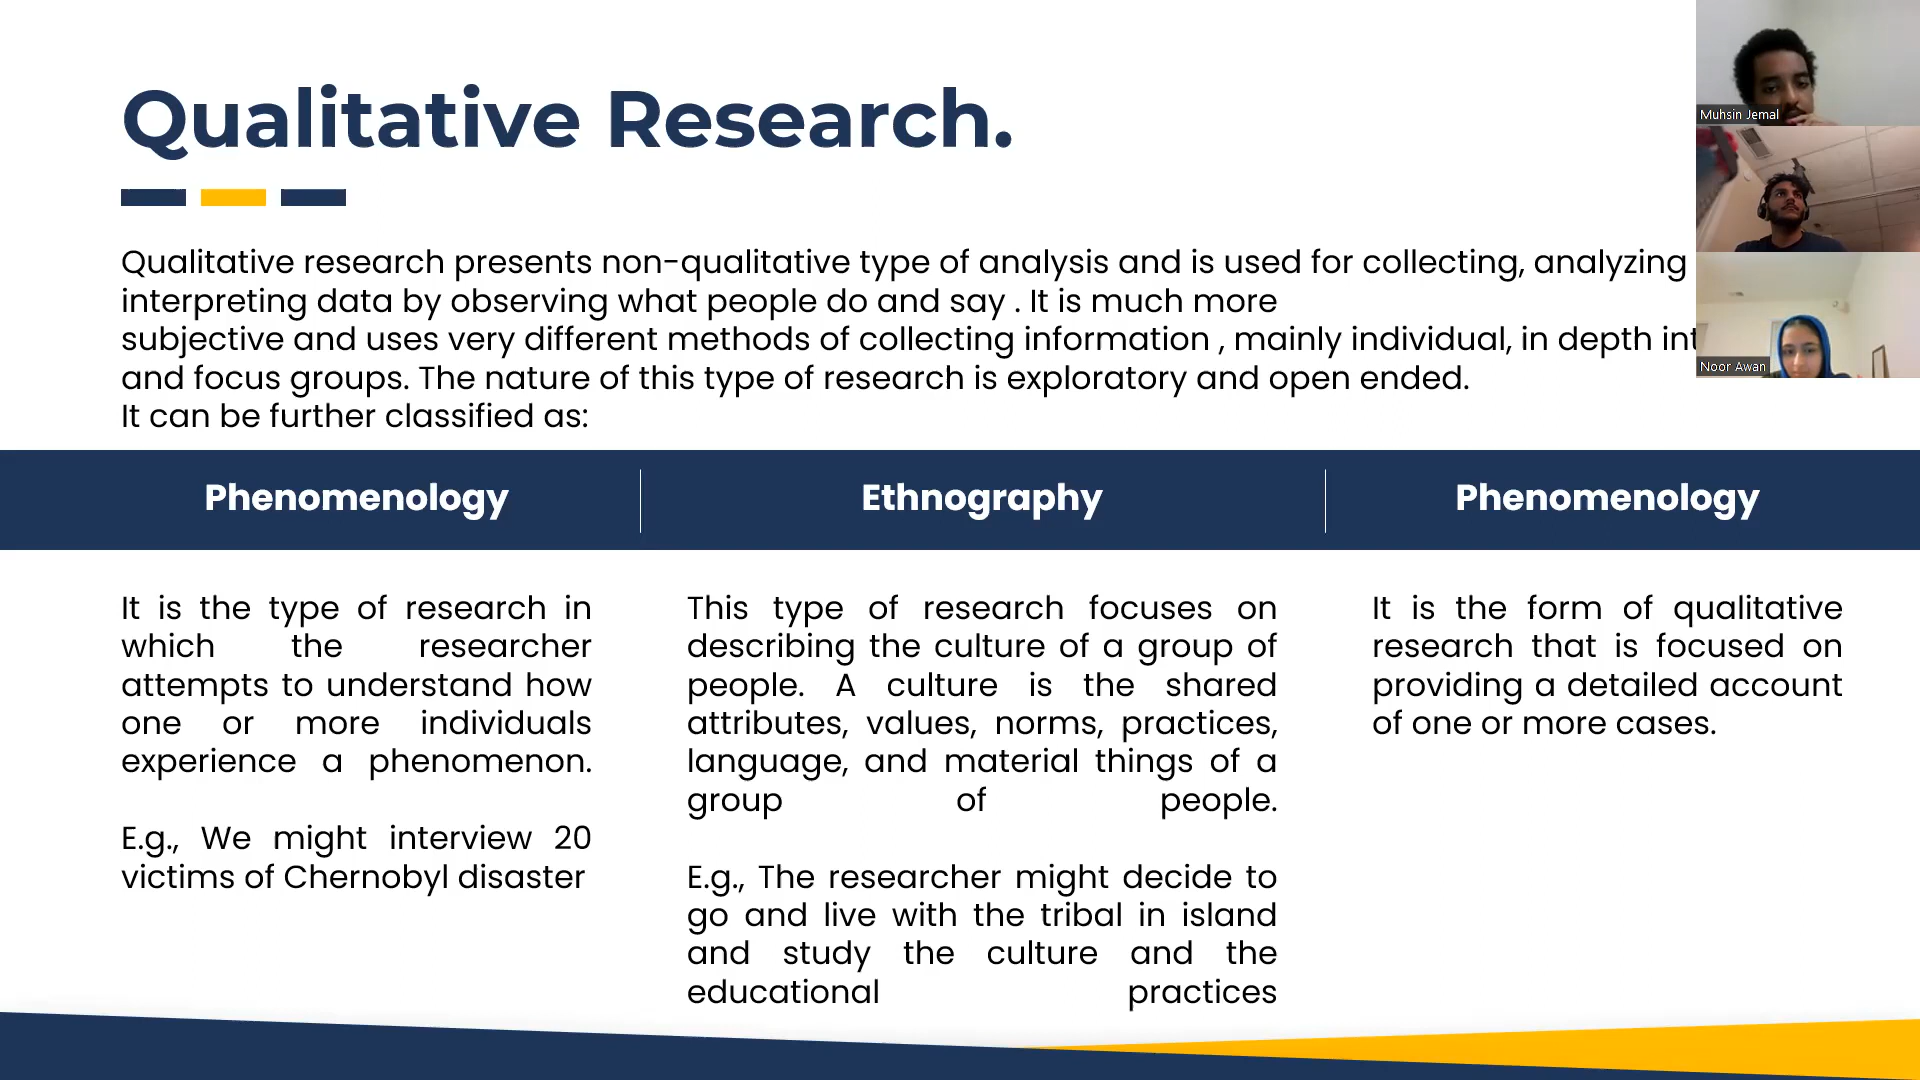 Qualitative Research.
Qualitative research presents non-qualitative type of analysis and is used for collecting, analyzing
interpreting data by observing what people do and say . It is much more
subjective and uses very different methods of collecting information , mainly individual, in depth
and focus groups. The nature of this type of research is exploratory and open ended.
It can be further classified as:
Phenomenology
It is the type of research in
which the researcher
attempts to understand how
one or more individuals
experience a phenomenon.
E.g., We might interview 20
victims of Chernobyl disaster
Ethnography
This type of research focuses on
describing the culture of a group of
people. A culture is the shared
attributes, values, norms, practices,
language, and material things of a
group of people.
E.g., The researcher might decide to
go and live with the tribal in island
and study the culture and the
educational practices
Phenomenology
It is the form of qualitative
research that is focused on
providing a detailed account
of one or more cases.
Muhsin Jemal
Noor Awan